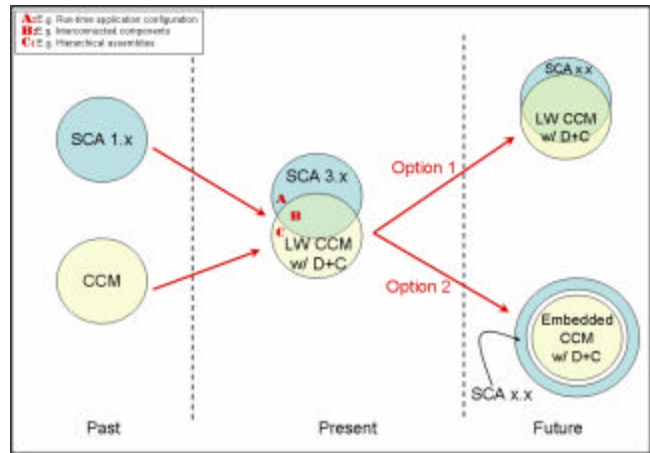 A:E.g. Run-time application configuration
B:E.g. Interconnected components
C:E.g. Hierarchical assemblies
SCA x.x
LW CCM
w/ D+C
SCA 1.x
Option 1
SCA 3.x
A
B
C
LW CCM
w/ D+C
CCM
Option 2
Embedded
CCM
w/ D+C
SCA x.x
Past
Present
Future